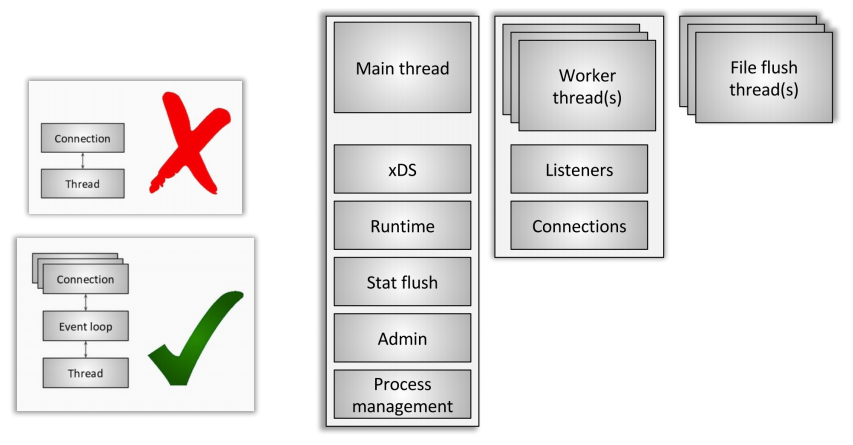 Connection
Thread
Connection
Event loop
Thread
Main thread
xDS
Runtime
Stat flush
Admin
Process
management
Worker
thread(s)
Listeners
Connections
File flush
thread(s)